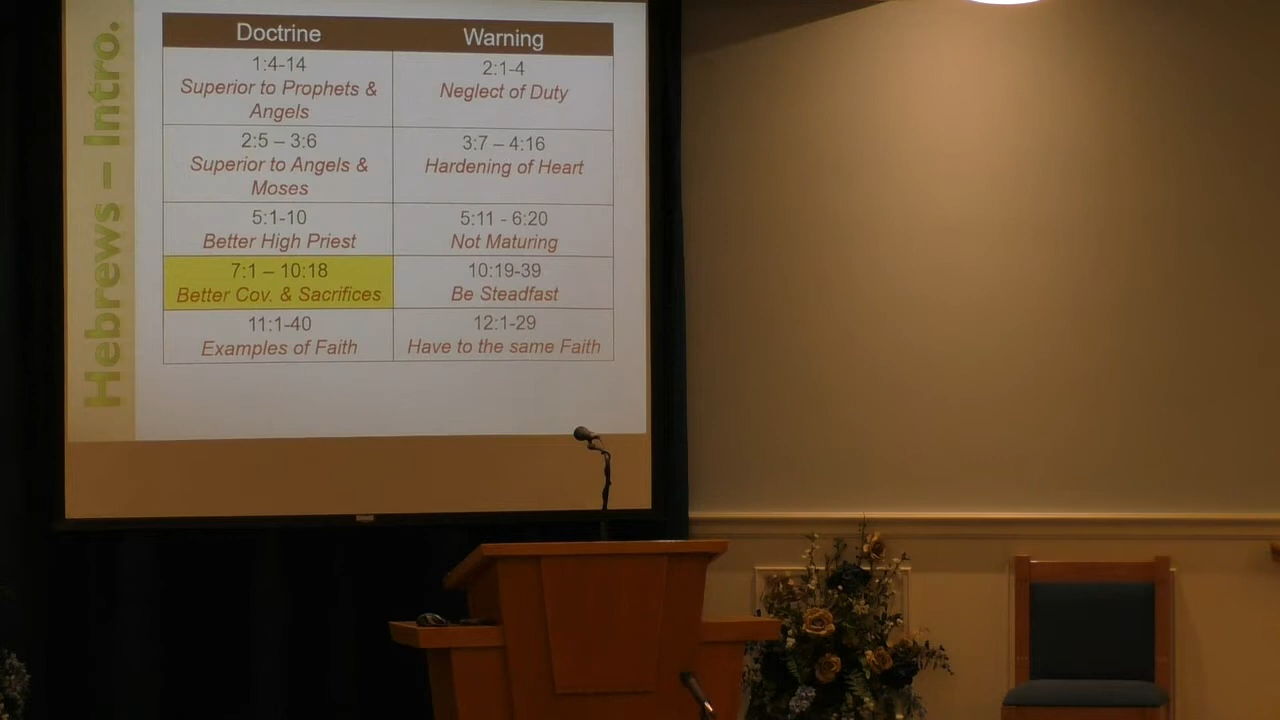 Hebrews – Intro.
Doctrine
Warning
1:4-14
Superior to Prophets &
Angels
2:1-4
Neglect of Duty
2:5 – 3:6
Superior to Angels &
Moses
3:7 – 4:16
Hardening of Heart
5:1-10
Better High Priest
5:11 - 6:20
Not Maturing
7:1 – 10:18
Better Cov. & Sacrifices
10:19-39
Be Steadfast
11:1-40
Examples of Faith
12:1-29
Have to the same Faith